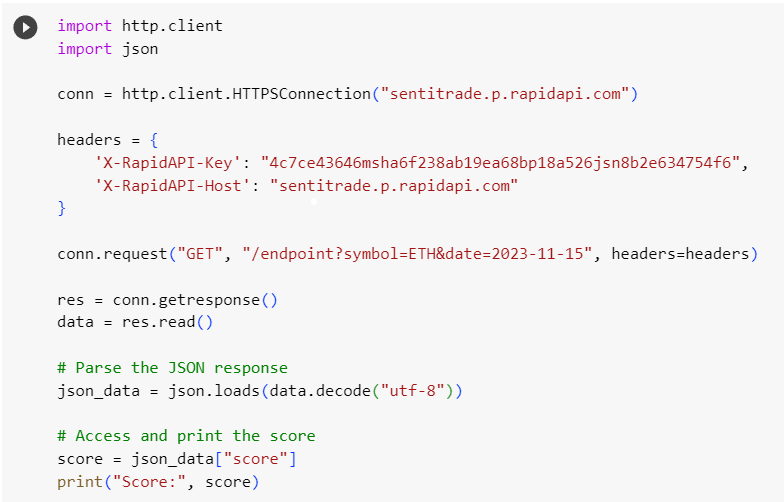 import http.client
import json
conn = http.client.HTTPSConnection("sentitrade.p.rapidapi.com")
headers = {
'X-RapidAPI-Key': "4c7ce43646msha6f238ab19ea68bp18a526jsn8b2e634754f6",
'X-RapidAPI-Host': "sentitrade.p.rapidapi.com"
}
conn.request("GET", "/endpoint?symbol=ETH&date=2023-11-15", headers=headers)
res = conn.getresponse()
data = res.read()
# Parse the JSON response
json_data = json.loads(data.decode("utf-8"))
# Access and print the score
score = json_data["score"]
print("Score:", score)